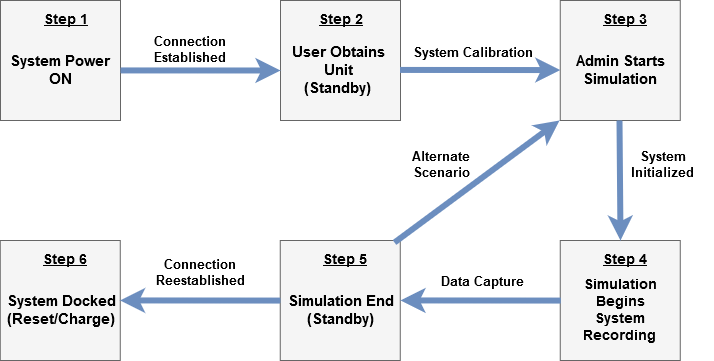 Step 1
System Power
ON
Connection
Established
Step 2
User Obtains
Unit
(Standby)
System Calibration
Step 3
Admin Starts
Simulation
Alternate
Scenario
System
Initialized
Step 4
Simulation
Begins
System
Recording
Data Capture
Step 5
Simulation End
(Standby)
Connection
Reestablished
Step 6
System Docked
(Reset/Charge)